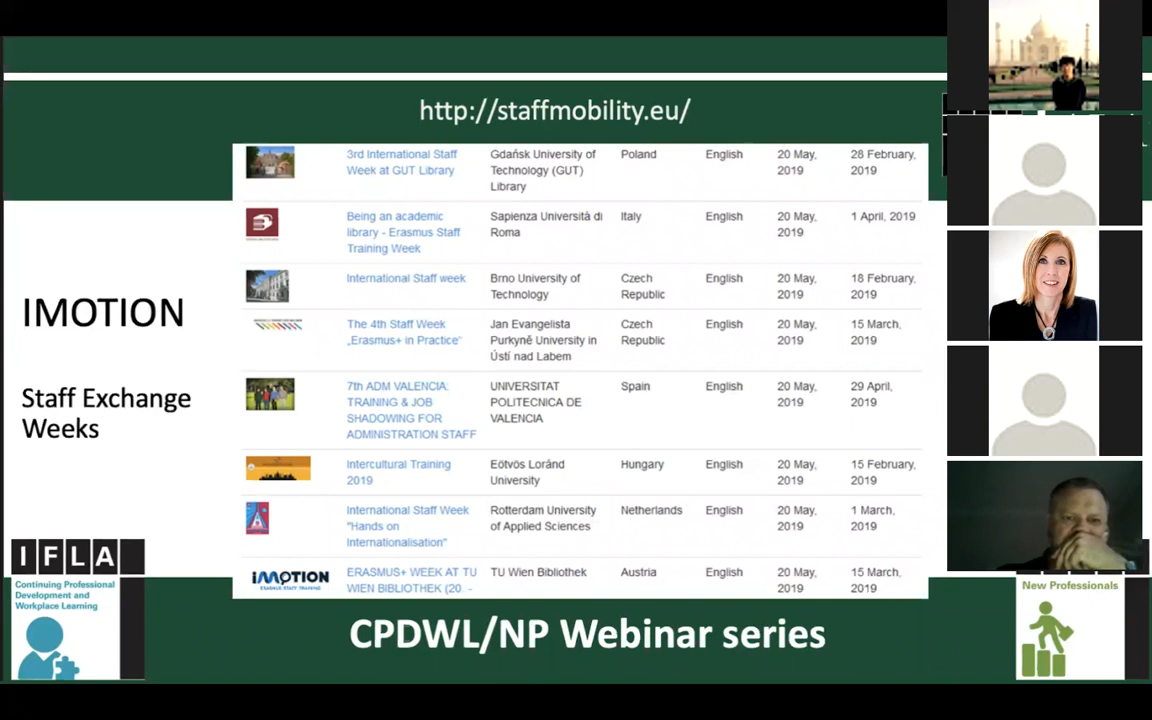 http://staffmobility.eu/
3rd International Staff Week at GUT Library Gdańsk University of Technology (GUT) Library Poland English 20 May, 2019 28 February, 2019
Being an academic library - Erasmus Staff Training Week Sapienza Università di Roma Italy English 20 May, 2019 1 April, 2019
International Staff week Brno University of Technology Czech Republic English 20 May, 2019 18 February, 2019
The 4th Staff Week „Erasmus+ in Practice“ Jan Evangelista Purkyně University in Ústí nad Labem Czech Republic English 20 May, 2019 15 March, 2019
7th ADM VALENCIA: TRAINING & JOB SHADOWING FOR ADMINISTRATION STAFF UNIVERSITAT POLITECNICA DE VALENCIA Spain English 20 May, 2019 29 April, 2019
Intercultural Training 2019 Eötvös Loránd University Hungary English 20 May, 2019 15 February, 2019
International Staff Week "Hands on Internationalisation" Rotterdam University of Applied Sciences Netherlands English 20 May, 2019 1 March, 2019
iMOTION
ERASMUS STAFF TRAINING
ERASMUS+ WEEK AT TU WIEN BIBLIOTHEK (20. - TU Wien Bibliothek Austria English 20 May, 2019 15 March, 2019
IMOTION
Staff Exchange
Weeks
IFLA
Continuing Professional
Development and
Workplace Learning
CPDWL/NP Webinar series
New Professionals